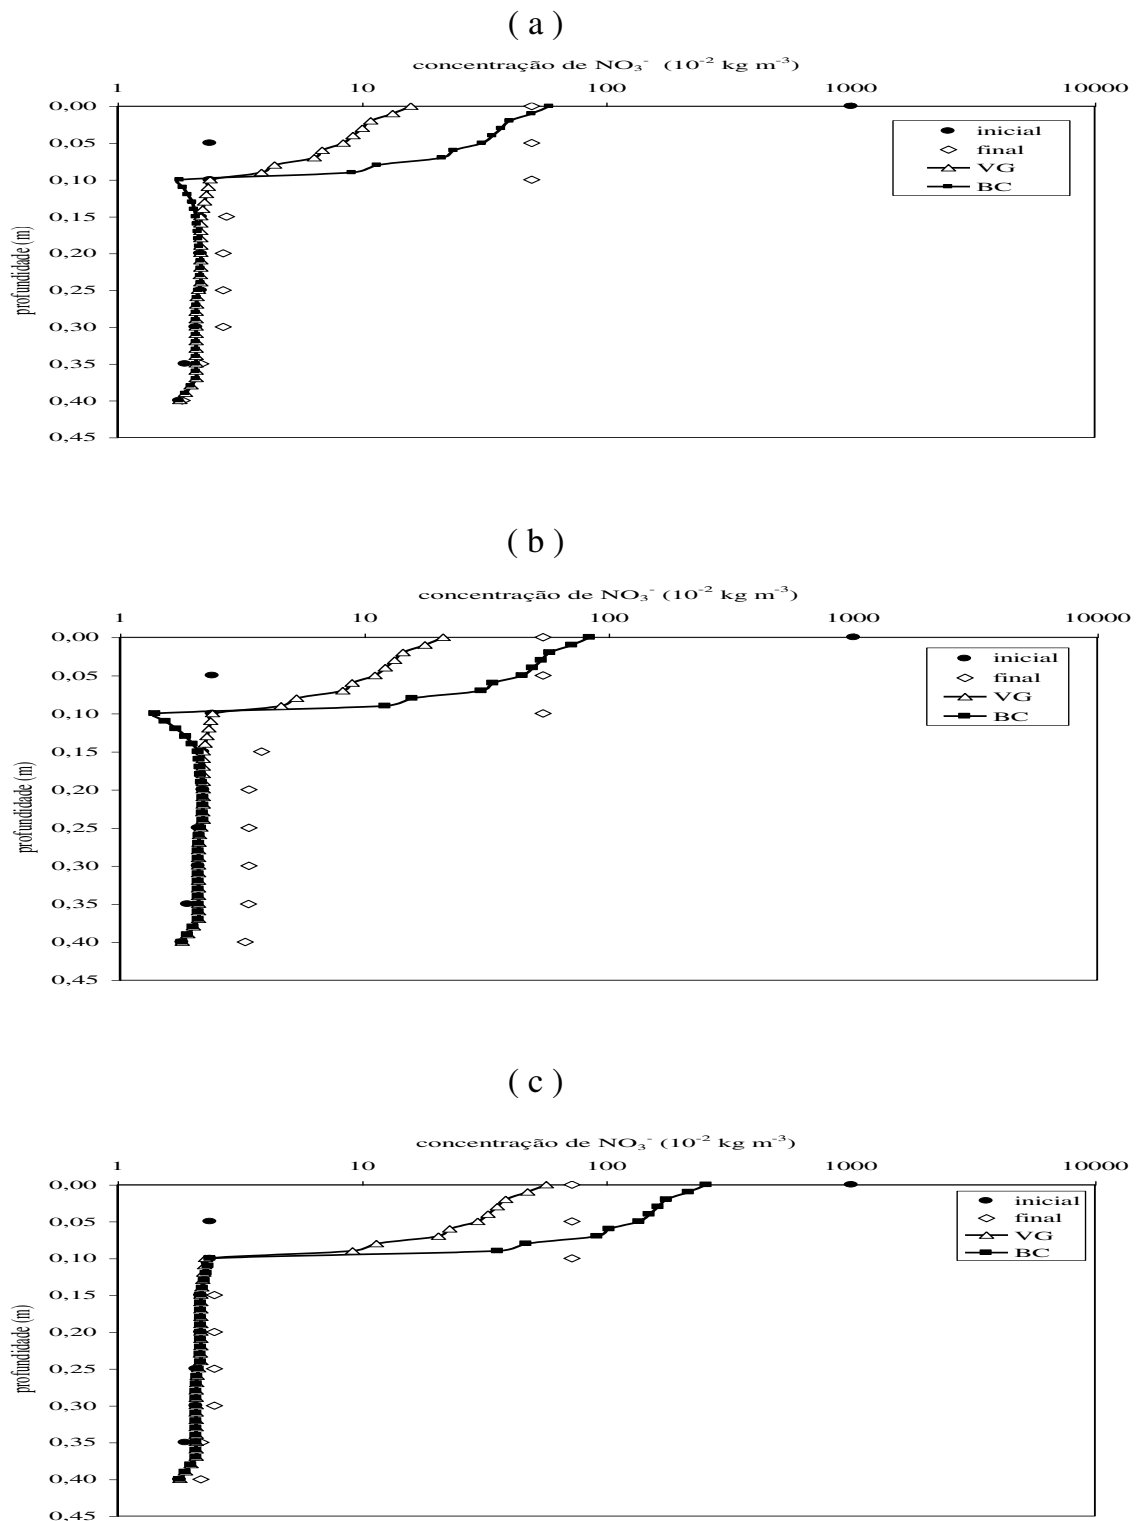 ( a )
concentração de NO₃⁻ (10⁻² kg m⁻³)
1 10 100 1000 10000
0,00
0,05
0,10
0,15
0,20
0,25
0,30
0,35
0,40
0,45
profundidade (m)
inicial
final
VG
BC
( b )
concentração de NO₃⁻ (10⁻² kg m⁻³)
1 10 100 1000 10000
0,00
0,05
0,10
0,15
0,20
0,25
0,30
0,35
0,40
0,45
profundidade (m)
inicial
final
VG
BC
( c )
concentração de NO₃⁻ (10⁻² kg m⁻³)
1 10 100 1000 10000
0,00
0,05
0,10
0,15
0,20
0,25
0,30
0,35
0,40
0,45
profundidade (m)
inicial
final
VG
BC